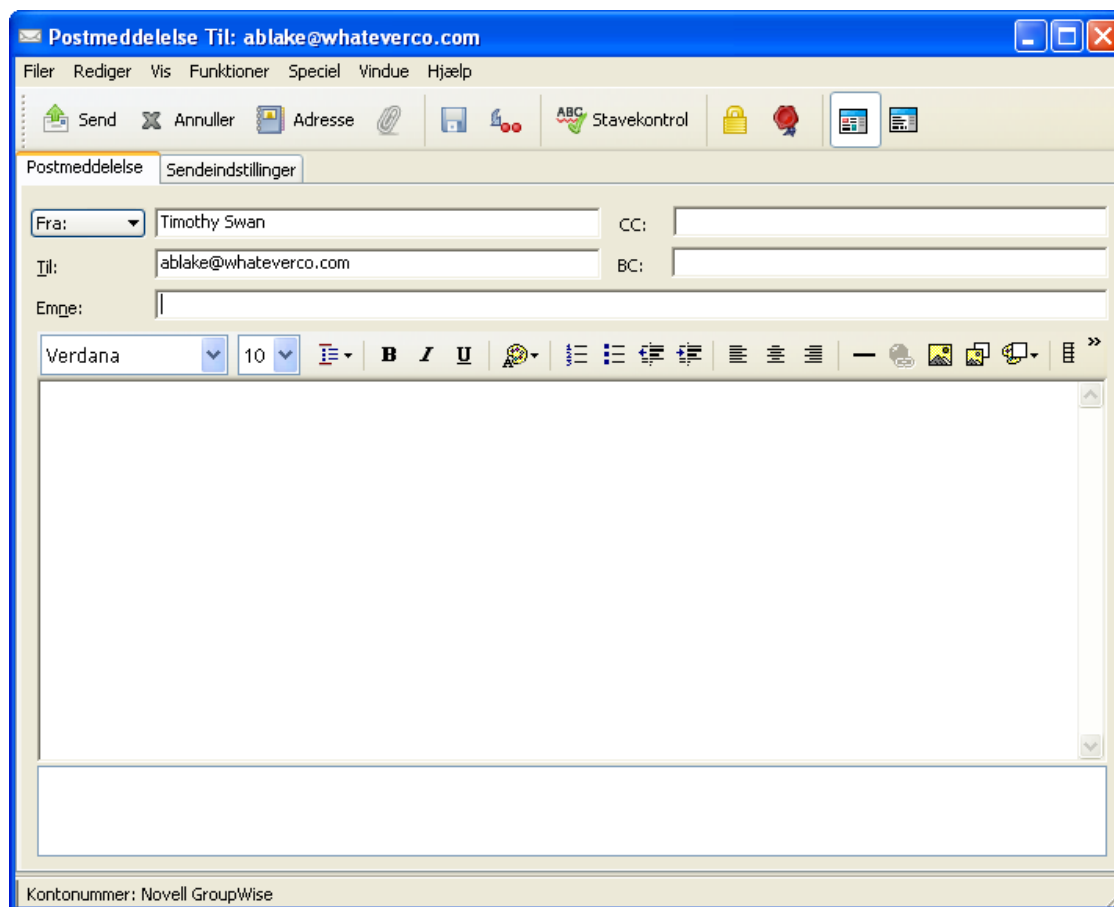 Postmeddelelse Til: ablake@whateverco.com
Filer Rediger Vis Funktioner Speciel Vindue Hjælp
Send Annuller Adresse ABC Stavekontrol
Postmeddelelse Sendeindstillinger
Fra: Timothy Swan CC:
Til: ablake@whateverco.com BC:
Emne:
Verdana 10 B I U
Kontonummer: Novell GroupWise